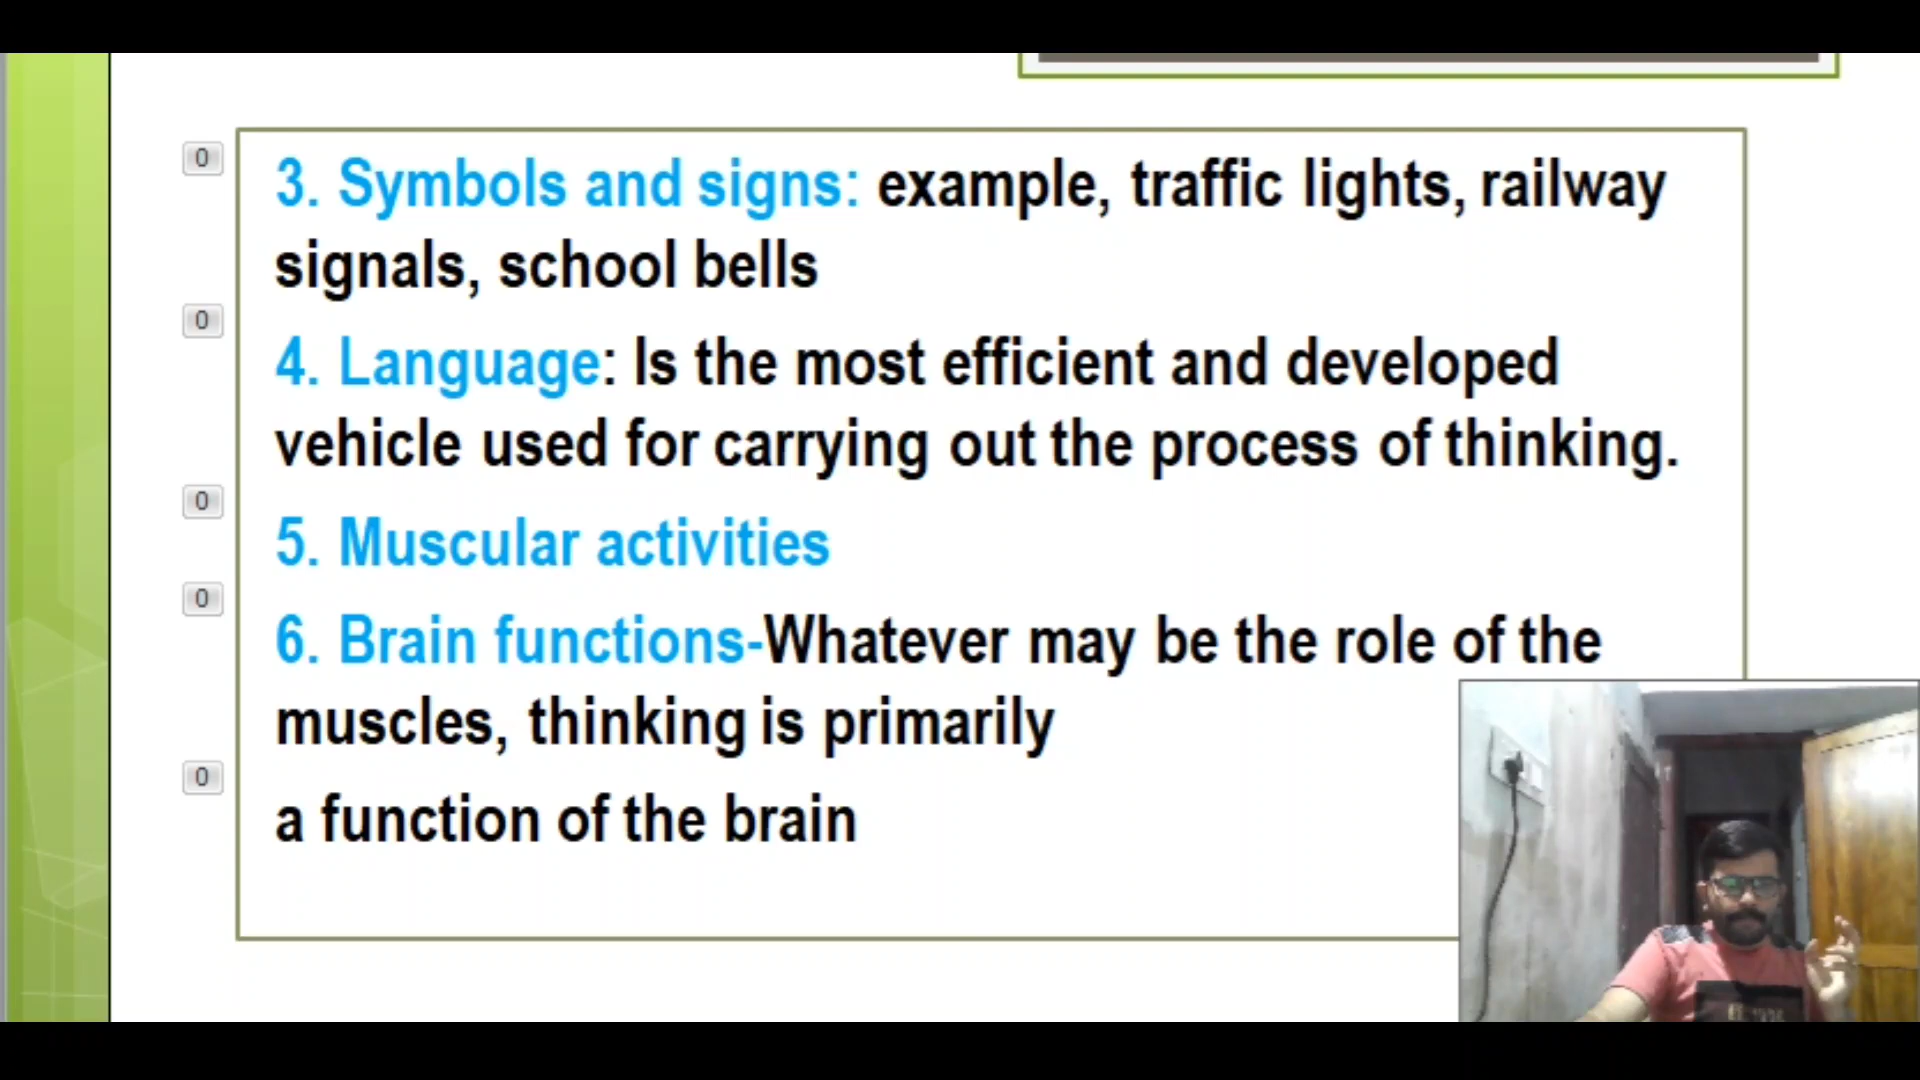 0
3. Symbols and signs: example, traffic lights, railway
signals, school bells
0
4. Language: Is the most efficient and developed
vehicle used for carrying out the process of thinking.
0
5. Muscular activities
0
6. Brain functions-Whatever may be the role of the
muscles, thinking is primarily
0
a function of the brain